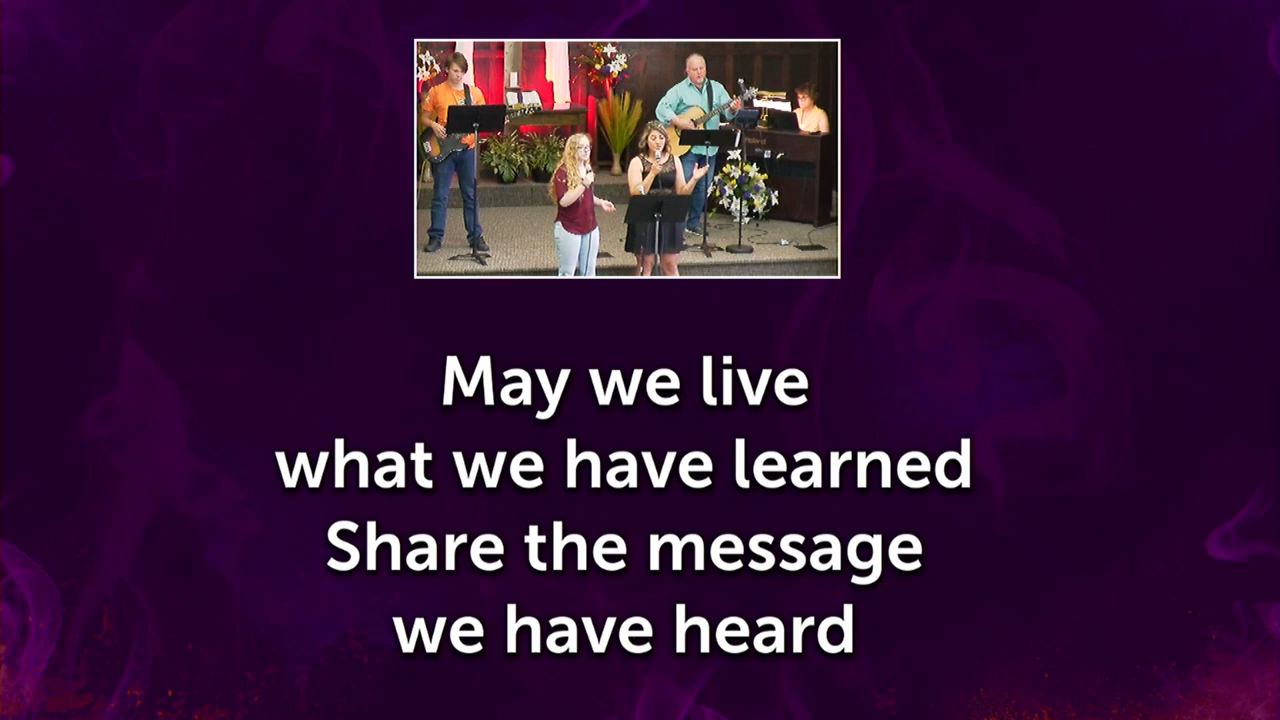 May we live
what we have learned
Share the message
we have heard